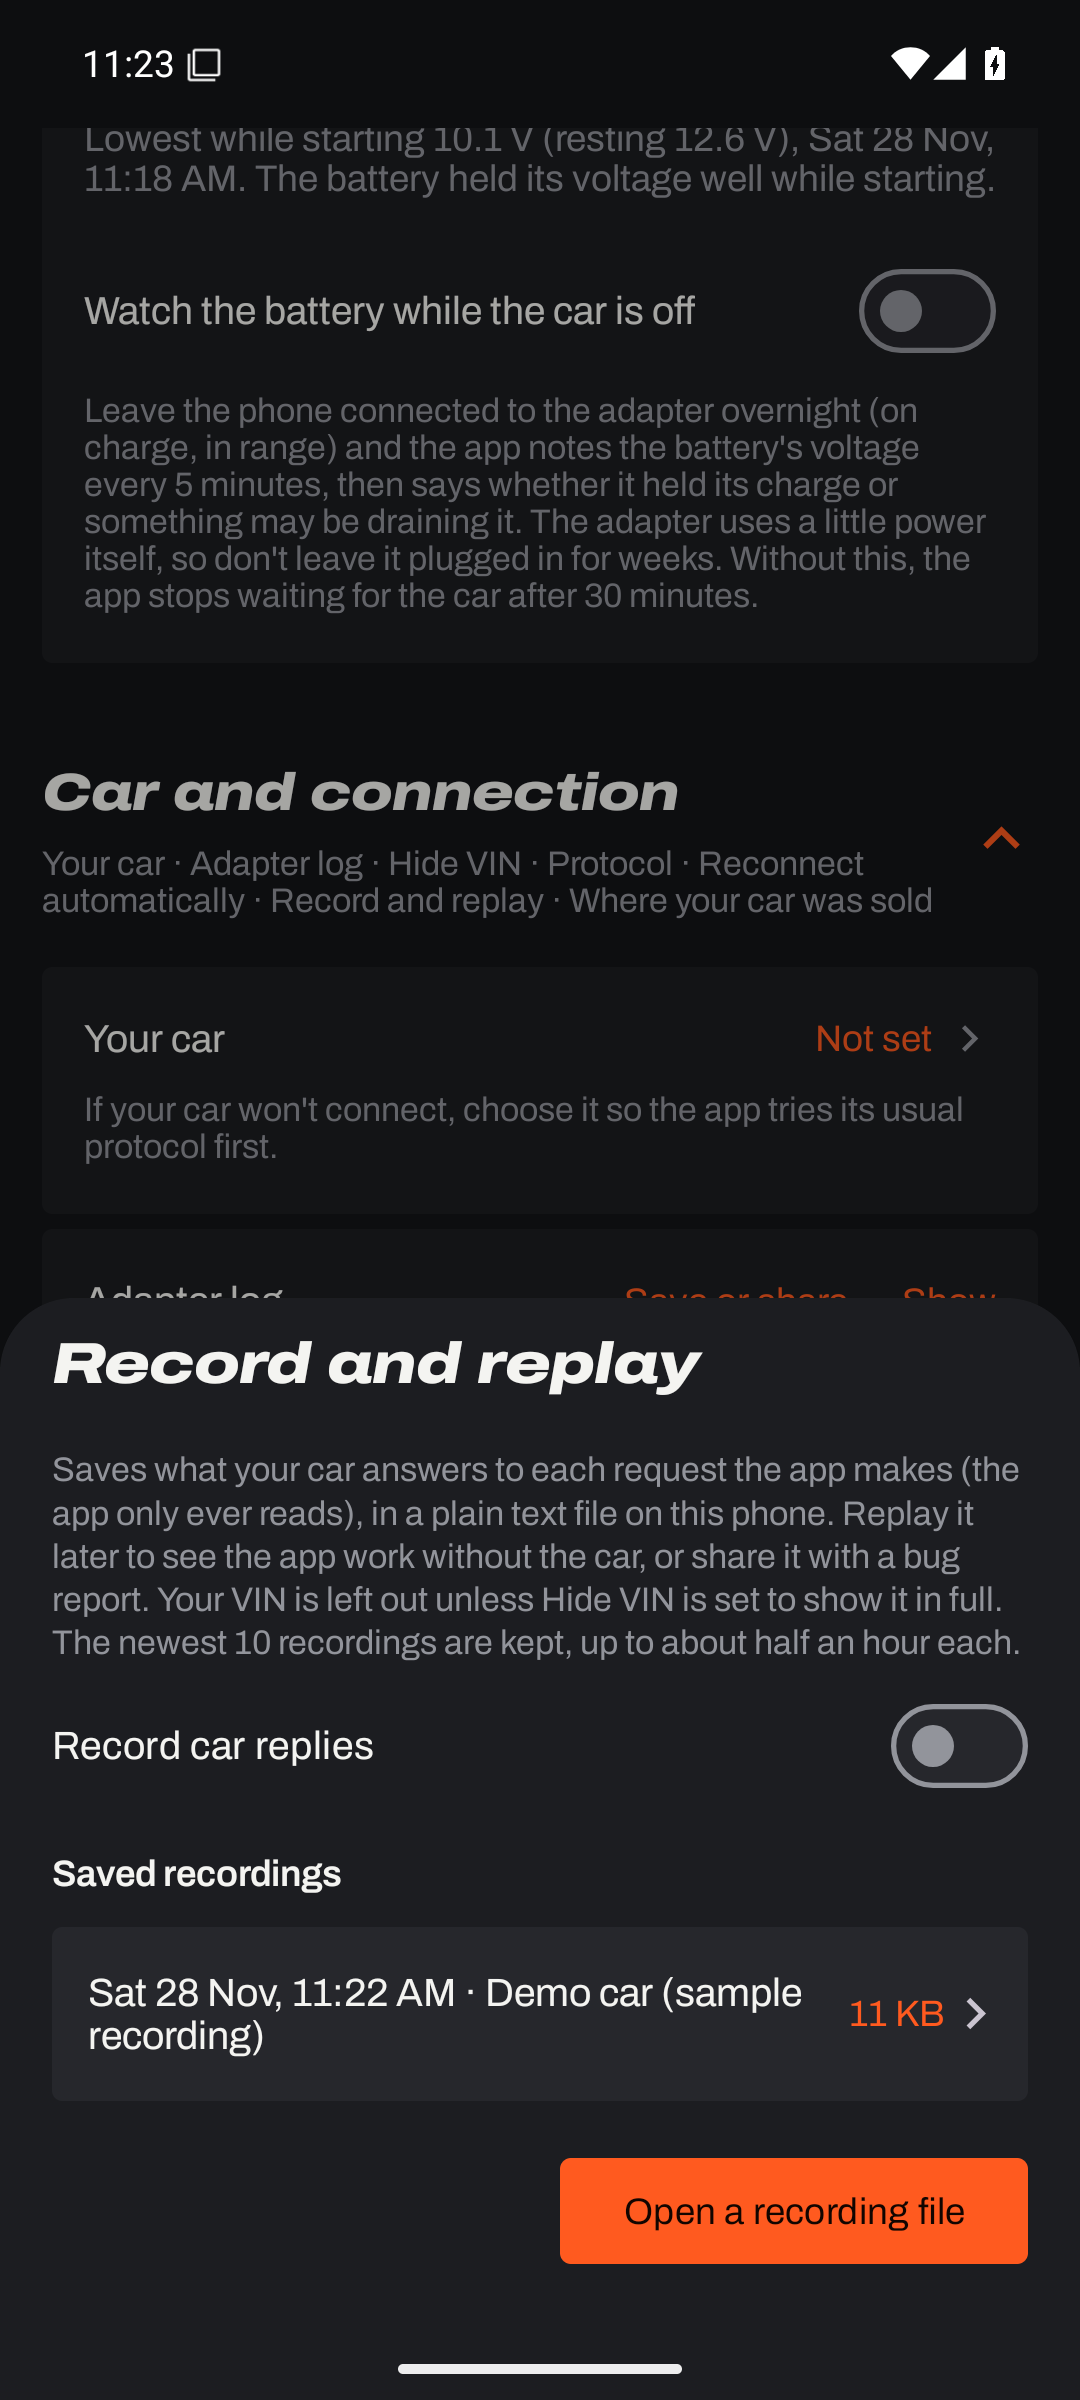 11:23
Lowest while starting 10.1 V (resting 12.6 V), Sat 28 Nov,
11:18 AM. The battery held its voltage well while starting.
Watch the battery while the car is off
Leave the phone connected to the adapter overnight (on
charge, in range) and the app notes the battery's voltage
every 5 minutes, then says whether it held its charge or
something may be draining it. The adapter uses a little power
itself, so don't leave it plugged in for weeks. Without this, the
app stops waiting for the car after 30 minutes.
Car and connection
Your car · Adapter log · Hide VIN · Protocol · Reconnect
automatically · Record and replay · Where your car was sold
Your car Not set
If your car won't connect, choose it so the app tries its usual
protocol first.
Adapter log Save or share Show
Record and replay
Saves what your car answers to each request the app makes (the
app only ever reads), in a plain text file on this phone. Replay it
later to see the app work without the car, or share it with a bug
report. Your VIN is left out unless Hide VIN is set to show it in full.
The newest 10 recordings are kept, up to about half an hour each.
Record car replies
Saved recordings
Sat 28 Nov, 11:22 AM · Demo car (sample
recording)
11 KB
Open a recording file